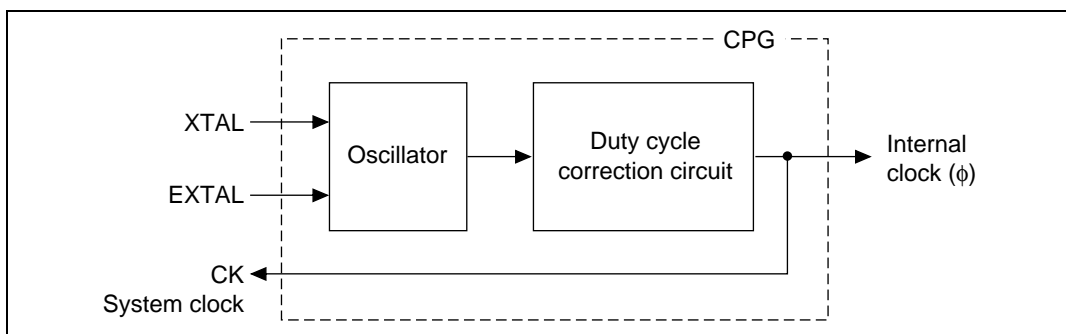 CPG
XTAL
EXTAL
Oscillator
Duty cycle
correction circuit
Internal
clock (ϕ)
CK
System clock